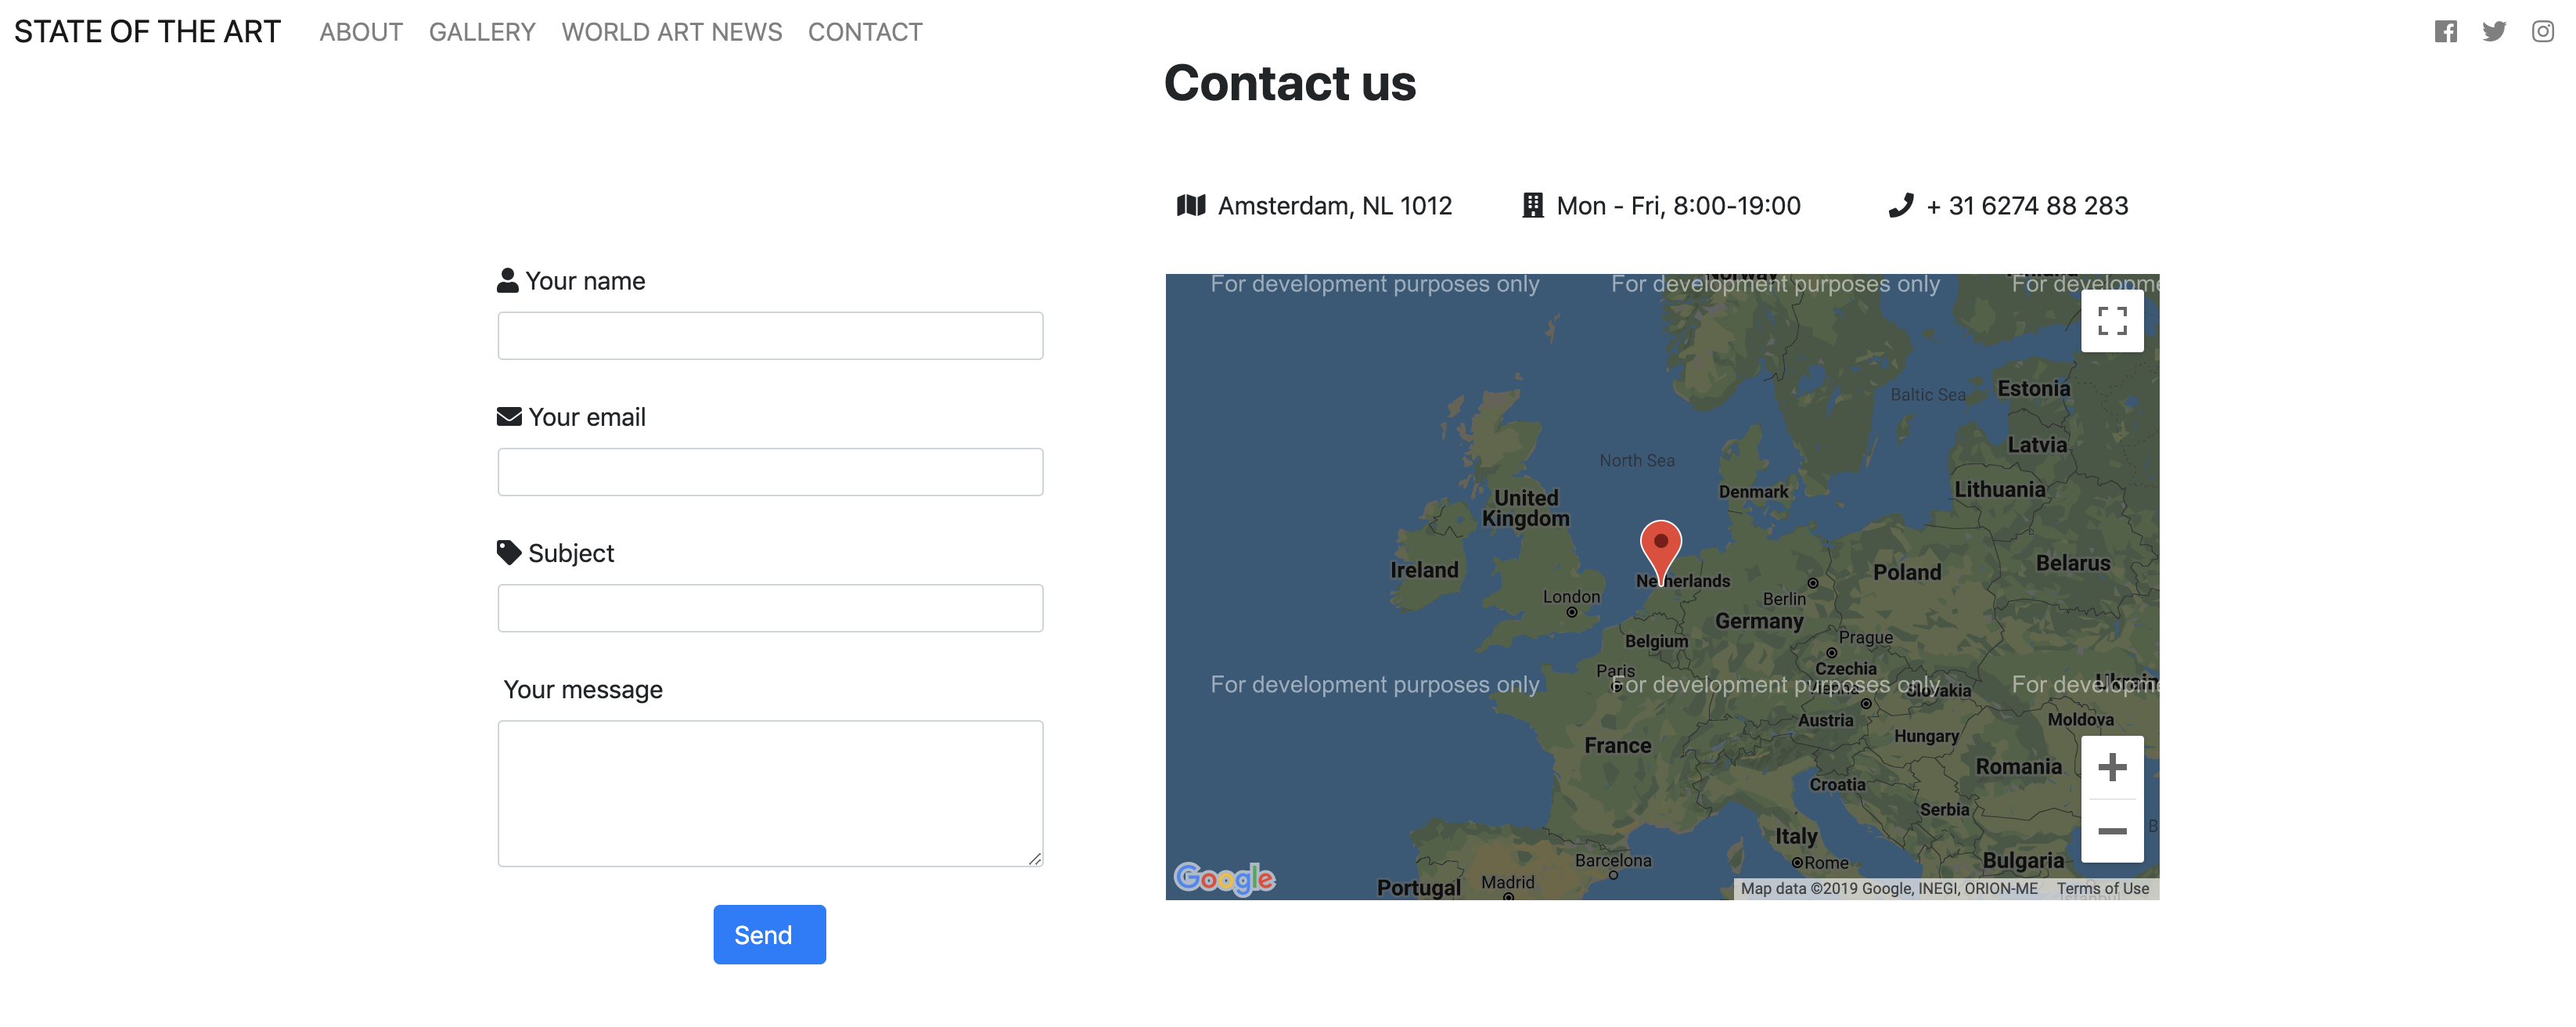 STATE OF THE ART ABOUT GALLERY WORLD ART NEWS CONTACT
Contact us
Amsterdam, NL 1012 Mon - Fri, 8:00-19:00 + 31 6274 88 283
Your name
Your email
Subject
Your message
Send
For development purposes only For development purposes only For developme
Norway
Baltic Sea Estonia
Latvia
North Sea
Denmark Lithuania
United
Kingdom
Ireland Netherlands Poland Belarus
London Berlin
Germany
Belgium Prague
Paris Czechia
For development purposes only For development purposes only For developme
Vienna Slovakia Ukrain
Austria Moldova
France Hungary
Romania
Croatia
Serbia
Italy
Barcelona Rome Bulgaria
Portugal Madrid
Google
Map data ©2019 Google, INEGI, ORION-ME Terms of Use
Istanbul